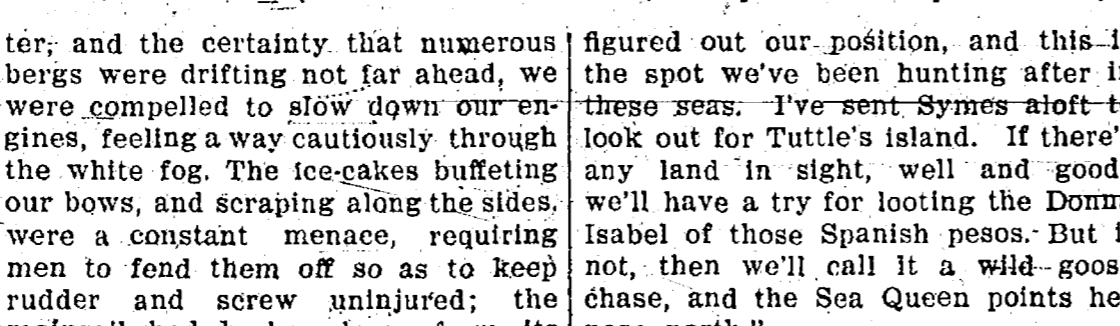 ter, and the certainty that numerous
bergs were drifting not far ahead, we
were compelled to slow down our en-
gines, feeling a way cautiously through
the white fog. The ice-cakes buffeting
our bows, and scraping along the sides,
were a constant menace, requiring
men to fend them off so as to keep
rudder and screw uninjured; the
figured out our position, and this
the spot we've been hunting after
these seas. I've sent Symes aloft
look out for Tuttle's island. If there'
any land in sight, well and good
we'll have a try for looting the Donn
Isabel of those Spanish pesos. But
not, then we'll call it a wild goos
chase, and the Sea Queen points he
nose north."